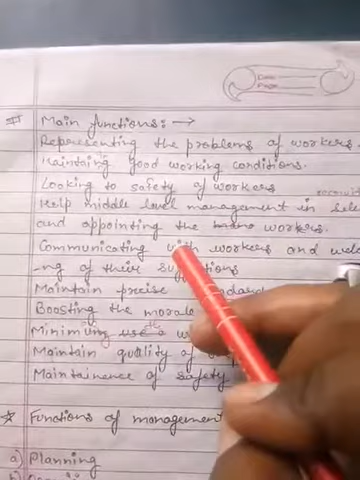 Date
Page
II Main functions:→
Representing the problems of workers.
Maintaing good working conditions.
Looking to safety of workers
Help middle level management in
and appointing the workers.
Communicating with workers and
-ng of their
Maintain precise
Boosting the morale
Minimum
Maintain quality of
Maintainence of safety
* Functions of management
a) Planning